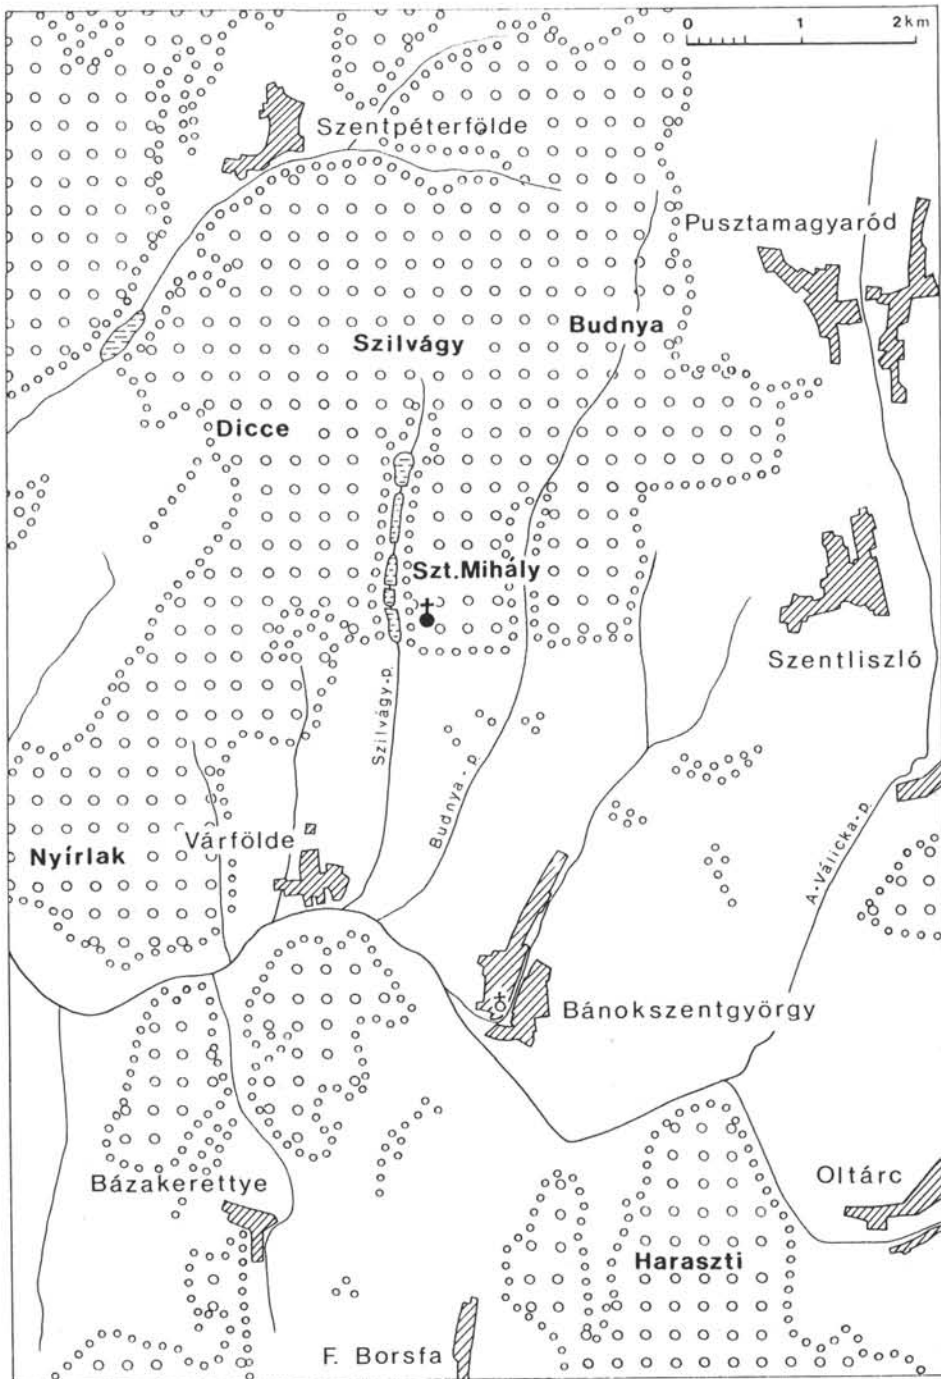 0 1 2 km
Szentpéterfölde
Pusztamagyaród
Szilvágy
Budnya
Dicce
Szt.Mihály
Szentliszló
Szilvágy-p.
Budnya-p.
Várfölde
Nyírlak
A-Válicka-p.
Bánokszentgyörgy
Bázakerettye
Oltárc
Haraszti
F. Borsfa